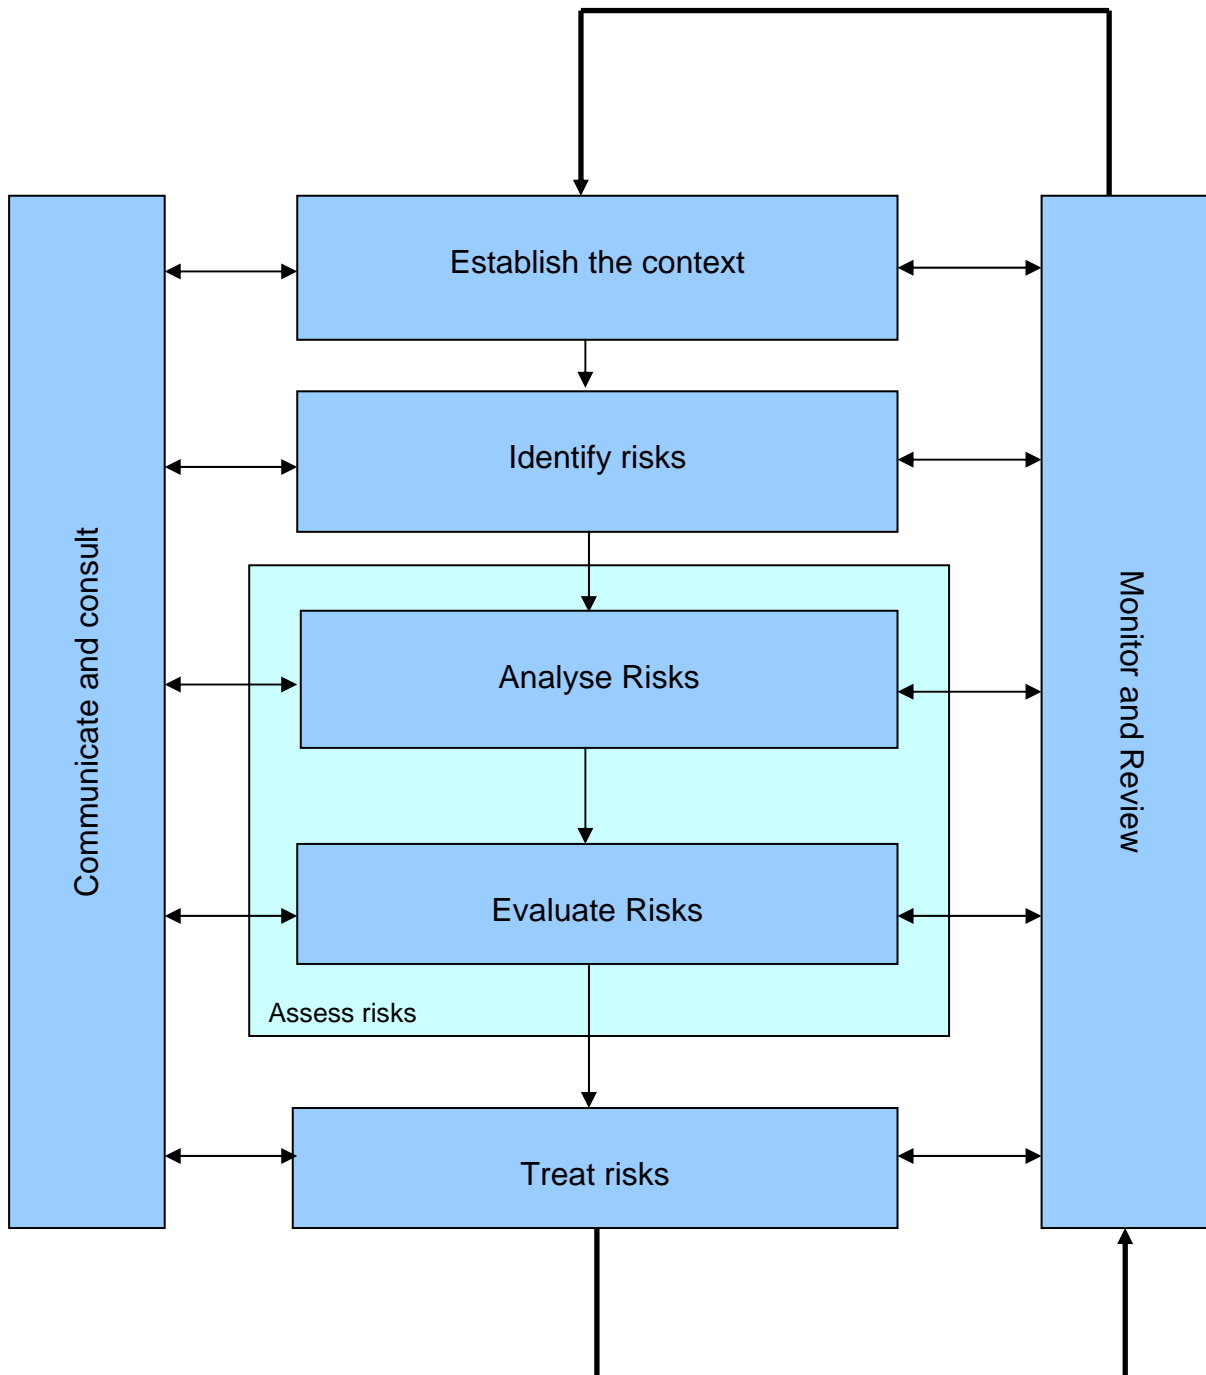 Establish the context
Identify risks
Communicate and consult
Monitor and Review
Analyse Risks
Evaluate Risks
Assess risks
Treat risks